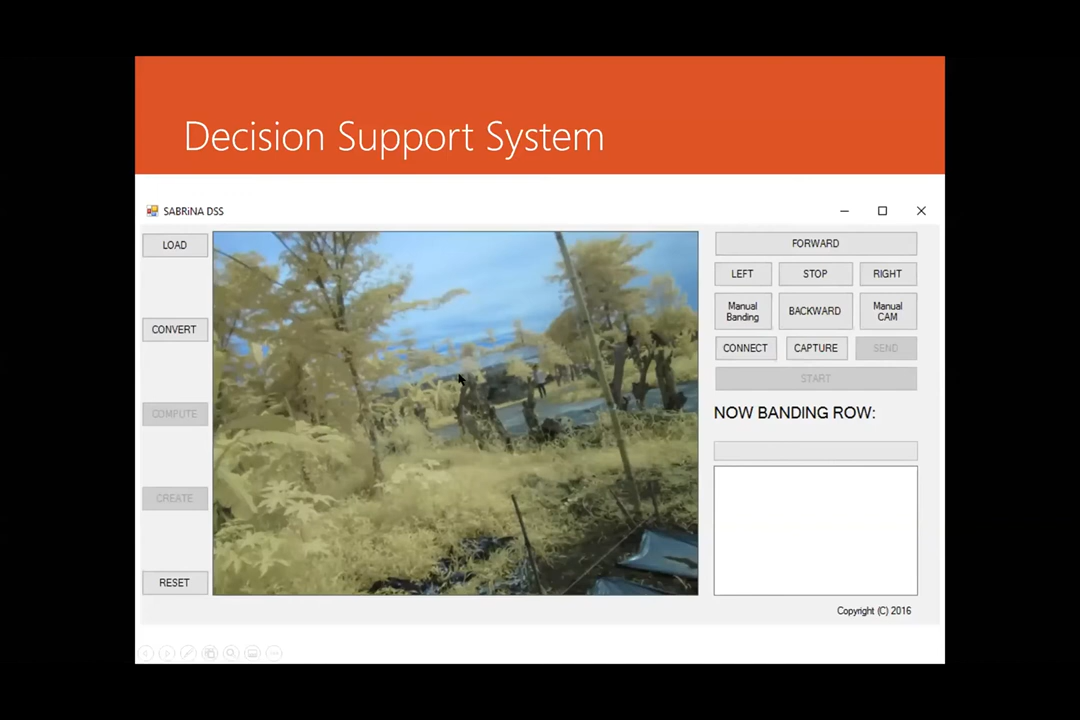 Decision Support System
SABRiNA DSS
LOAD
CONVERT
COMPUTE
CREATE
RESET
FORWARD
LEFT STOP RIGHT
Manual
Banding
BACKWARD
Manual
CAM
CONNECT CAPTURE SEND
START
NOW BANDING ROW:
Copyright (C) 2016